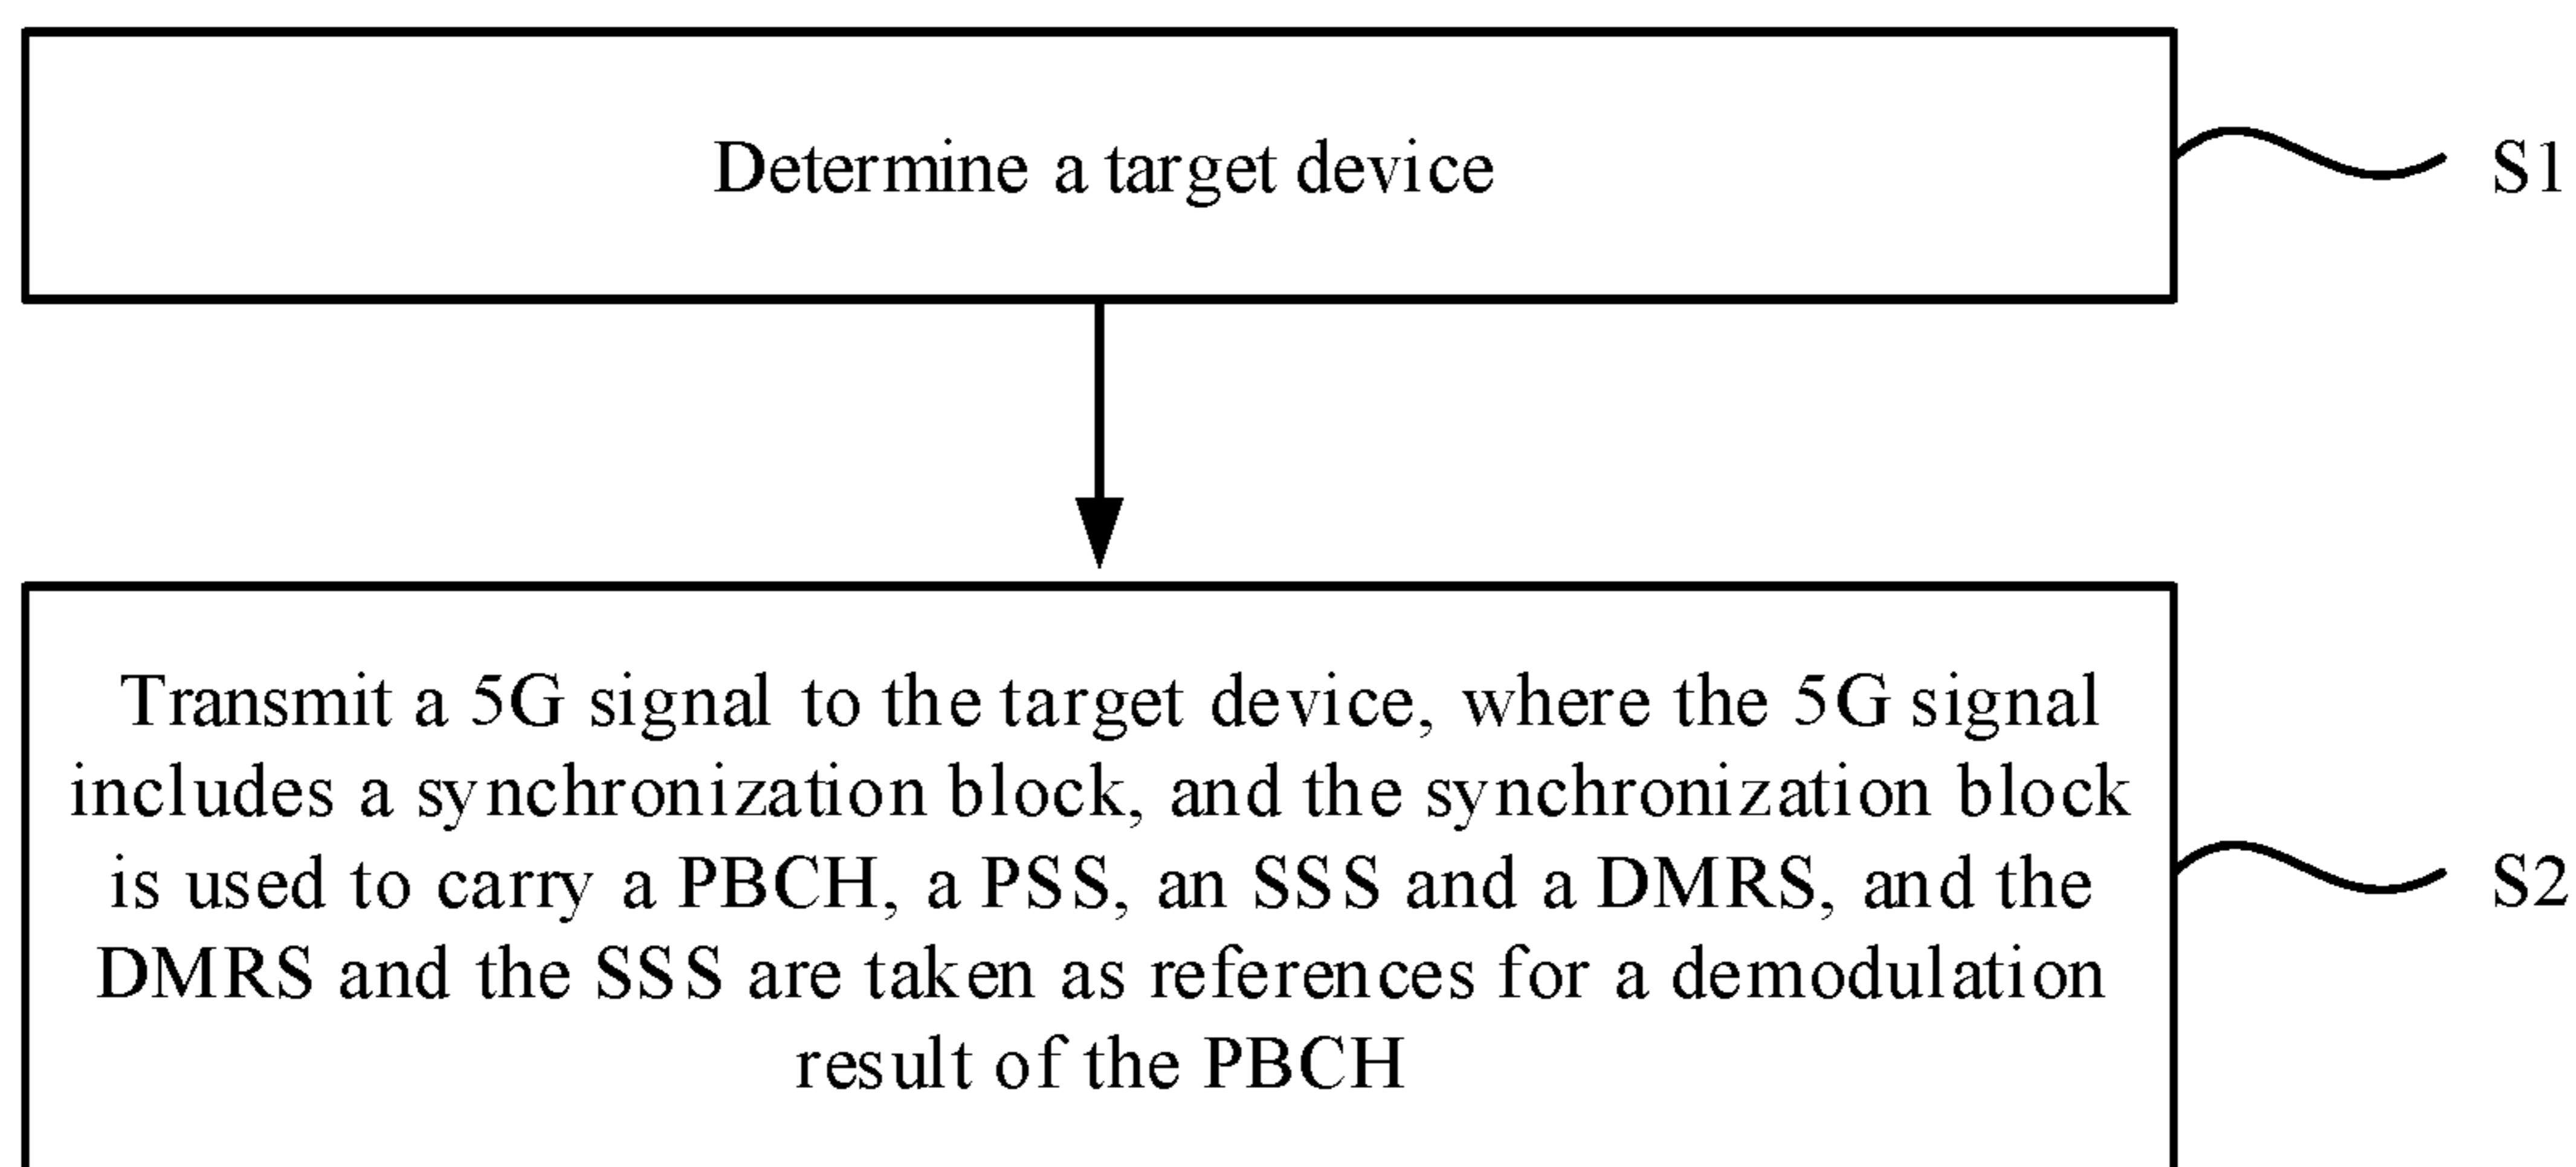 Determine a target device
S1
Transmit a 5G signal to the target device, where the 5G signal
includes a synchronization block, and the synchronization block
is used to carry a PBCH, a PSS, an SSS and a DMRS, and the
S2
DMRS and the SSS are taken as references for a demodulation
result of the PBCH